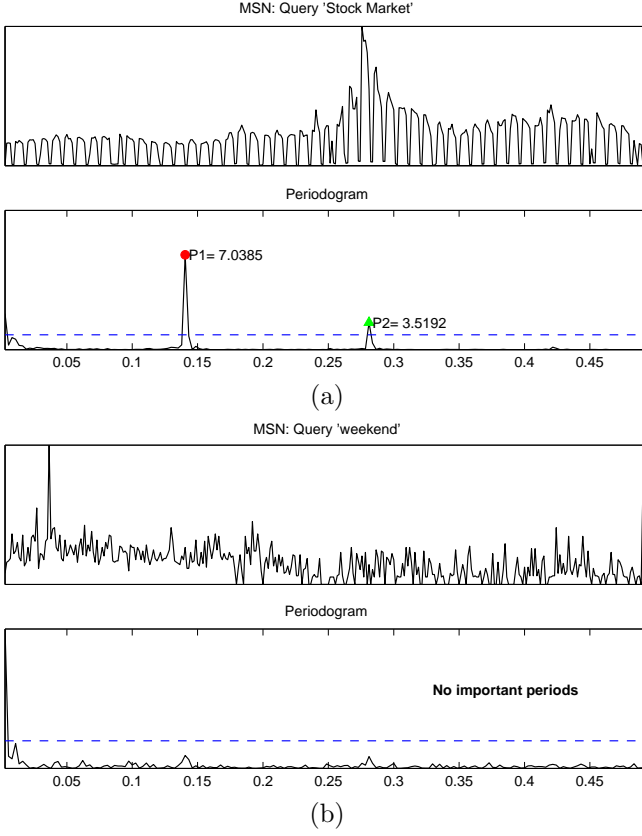 MSN: Query 'Stock Market'
Periodogram
P1= 7.0385
P2= 3.5192
0.05 0.1 0.15 0.2 0.25 0.3 0.35 0.4 0.45
(a)
MSN: Query 'weekend'
Periodogram
No important periods
0.05 0.1 0.15 0.2 0.25 0.3 0.35 0.4 0.45
(b)